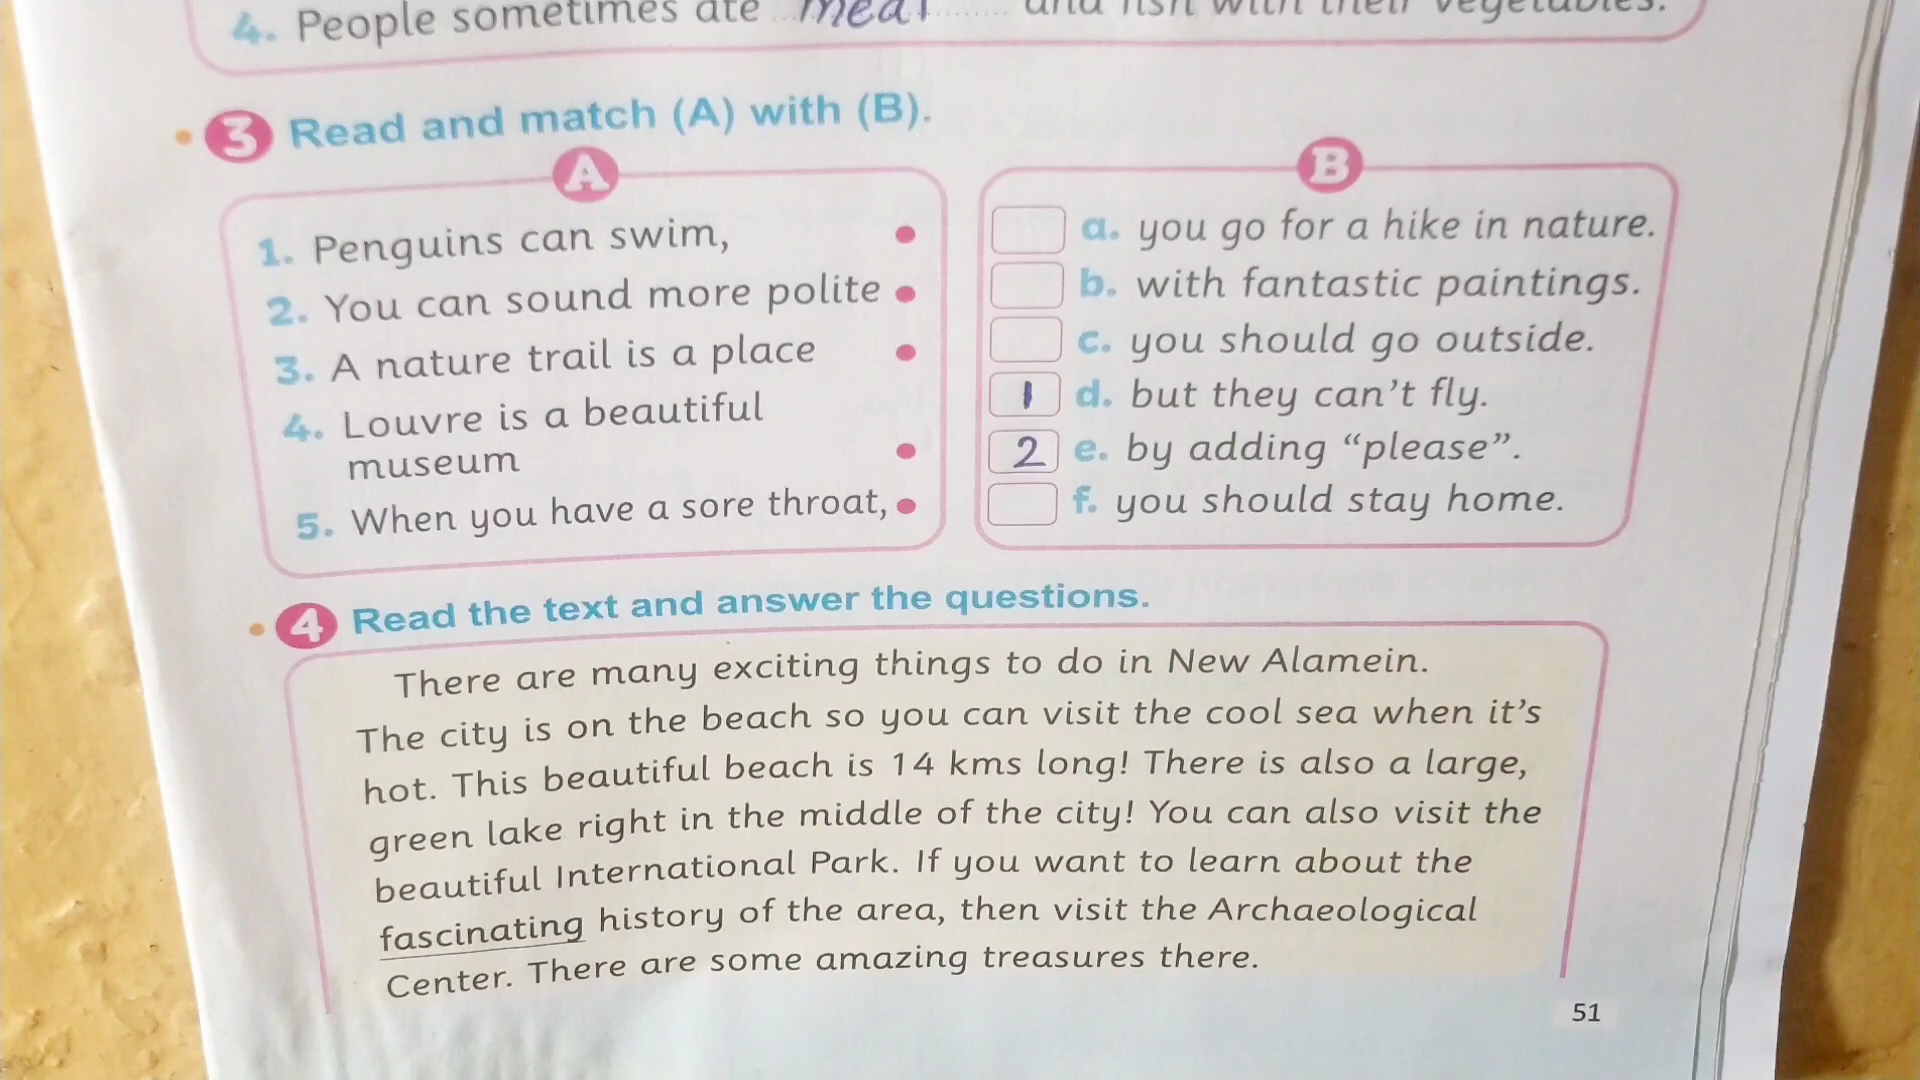 4. People sometimes ate meat and fish with their vegetables.
3 Read and match (A) with (B).
A
1. Penguins can swim,
2. You can sound more polite
3. A nature trail is a place
4. Louvre is a beautiful
museum
5. When you have a sore throat,
B
a. you go for a hike in nature.
b. with fantastic paintings.
c. you should go outside.
1 d. but they can't fly.
2 e. by adding “please”.
f. you should stay home.
4 Read the text and answer the questions.
There are many exciting things to do in New Alamein.
The city is on the beach so you can visit the cool sea when it's
hot. This beautiful beach is 14 kms long! There is also a large,
green lake right in the middle of the city! You can also visit the
beautiful International Park. If you want to learn about the
fascinating history of the area, then visit the Archaeological
Center. There are some amazing treasures there.
51